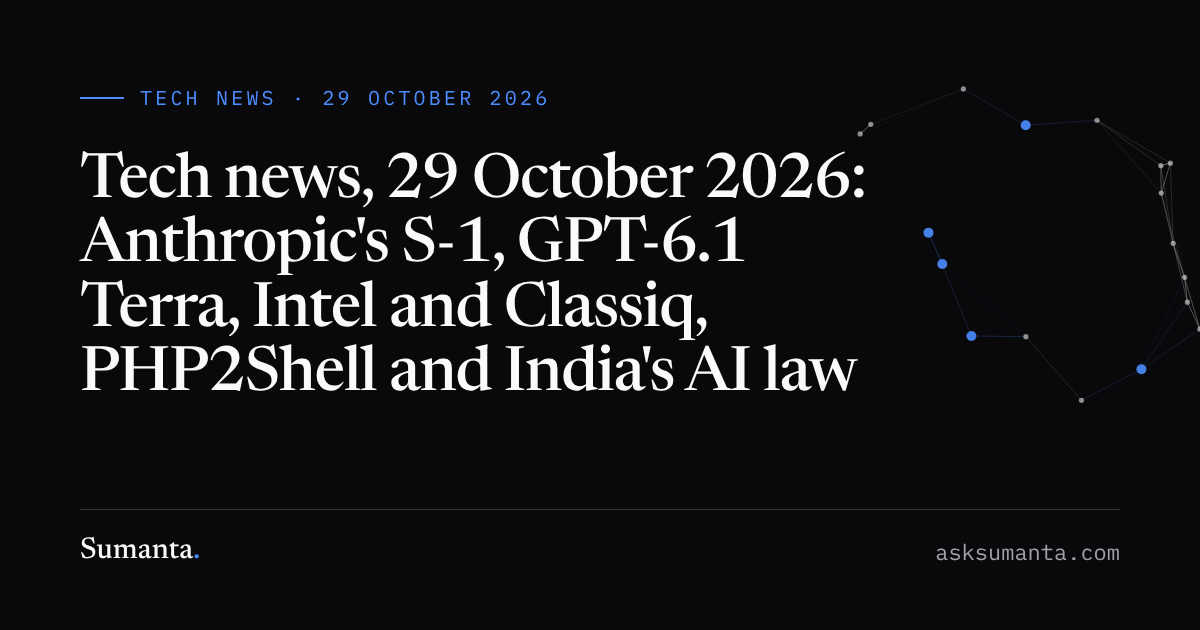 TECH NEWS · 29 OCTOBER 2026
Tech news, 29 October 2026:
Anthropic's S-1, GPT-6.1
Terra, Intel and Classiq,
PHP2Shell and India's AI law
Sumanta.
asksumanta.com